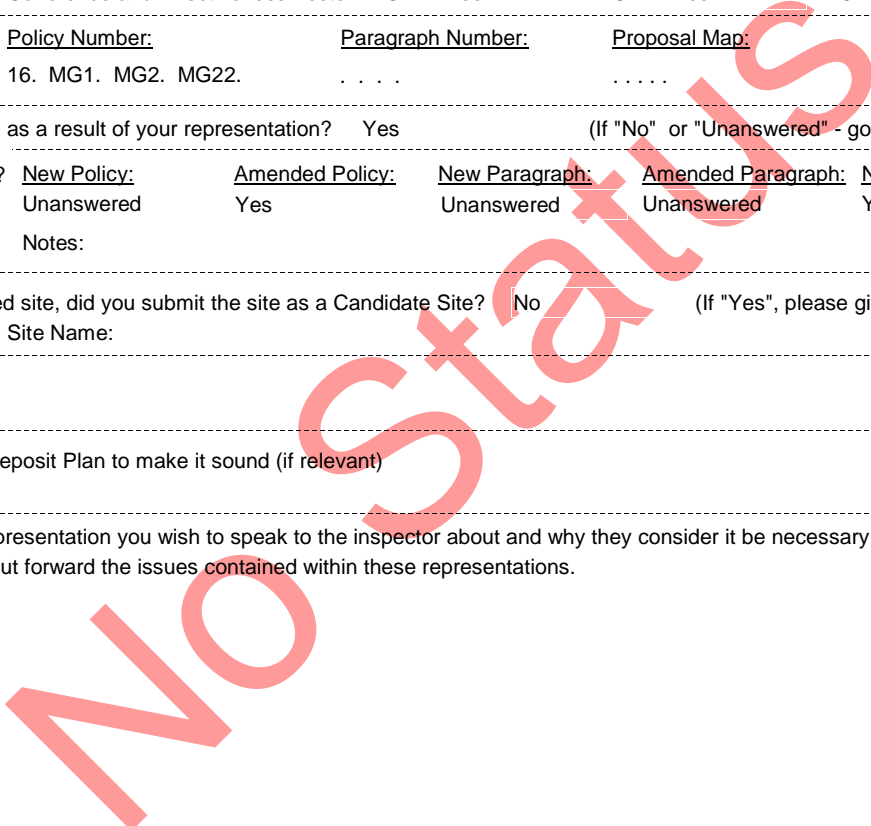 Policy Number: Paragraph Number: Proposal Map:
16. MG1. MG2. MG22. . . . . . . . . .
as a result of your representation? Yes (If "No" or "Unanswered" - go
? New Policy: Amended Policy: New Paragraph: Amended Paragraph: N
Unanswered Yes Unanswered Unanswered Y
Notes:
ed site, did you submit the site as a Candidate Site? No (If "Yes", please gi
Site Name:
eposit Plan to make it sound (if relevant)
presentation you wish to speak to the inspector about and why they consider it be necessary
ut forward the issues contained within these representations.
No Status